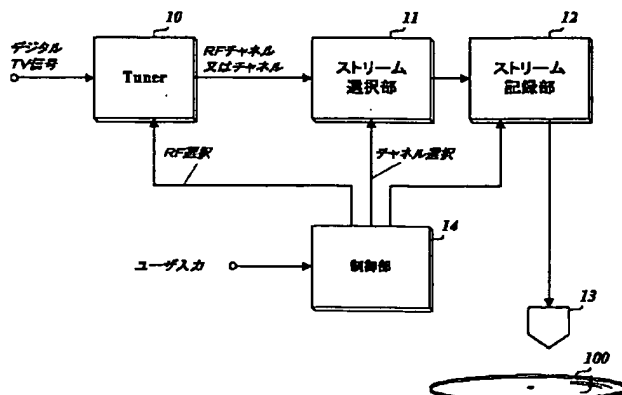 10
11
12
デジタル
TV信号
Tuner
RFチャネル
又はチャネル
ストリーム
選択部
ストリーム
記録部
RF選択
チャネル選択
14
ユーザ入力
制御部
13
100